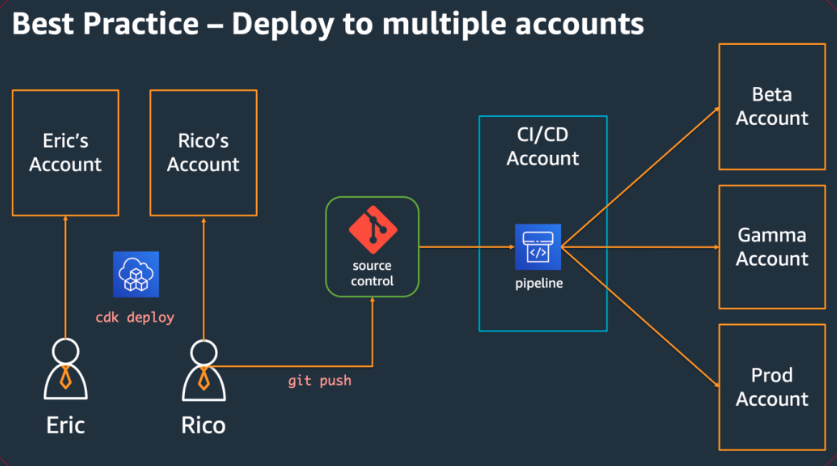 Best Practice – Deploy to multiple accounts
Eric’s
Account
Rico’s
Account
cdk deploy
Eric
Rico
git push
source
control
CI/CD
Account
pipeline
Beta
Account
Gamma
Account
Prod
Account